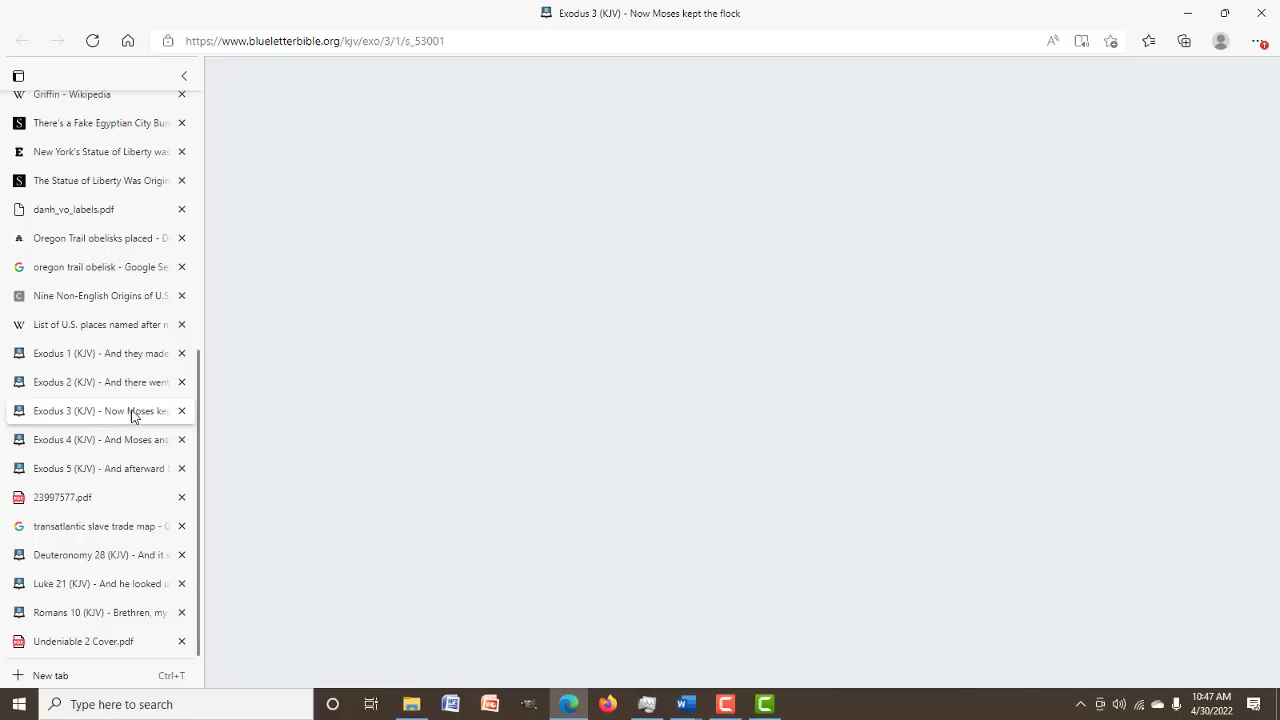 Exodus 3 (KJV) - Now Moses kept the flock
https://www.blueletterbible.org/kjv/exo/3/1/s_53001
Griffin - Wikipedia
There's a Fake Egyptian City Bur
New York's Statue of Liberty was
The Statue of Liberty Was Origin
danh_vo_labels.pdf
Oregon Trail obelisks placed - D
oregon trail obelisk - Google Se
Nine Non-English Origins of U.S.
List of U.S. places named after n
Exodus 1 (KJV) - And they made
Exodus 2 (KJV) - And there went
Exodus 3 (KJV) - Now Moses kep
Exodus 4 (KJV) - And Moses ans
Exodus 5 (KJV) - And afterward
23997577.pdf
transatlantic slave trade map - G
Deuteronomy 28 (KJV) - And it s
Luke 21 (KJV) - And he looked u
Romans 10 (KJV) - Brethren, my
Undeniable 2 Cover.pdf
New tab Ctrl+T
Type here to search
10:47 AM
4/30/2022